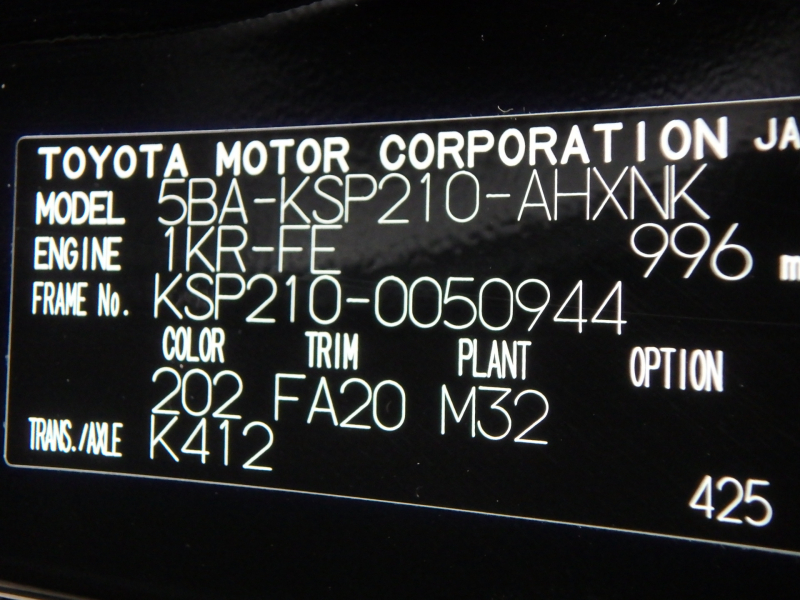 TOYOTA MOTOR CORPORATION JA
MODEL 5BA-KSP210-AHXNK
ENGINE 1KR-FE 996 m
FRAME No. KSP210-0050944
COLOR TRIM PLANT OPTION
202 FA20 M32
TRANS./AXLE K412
425